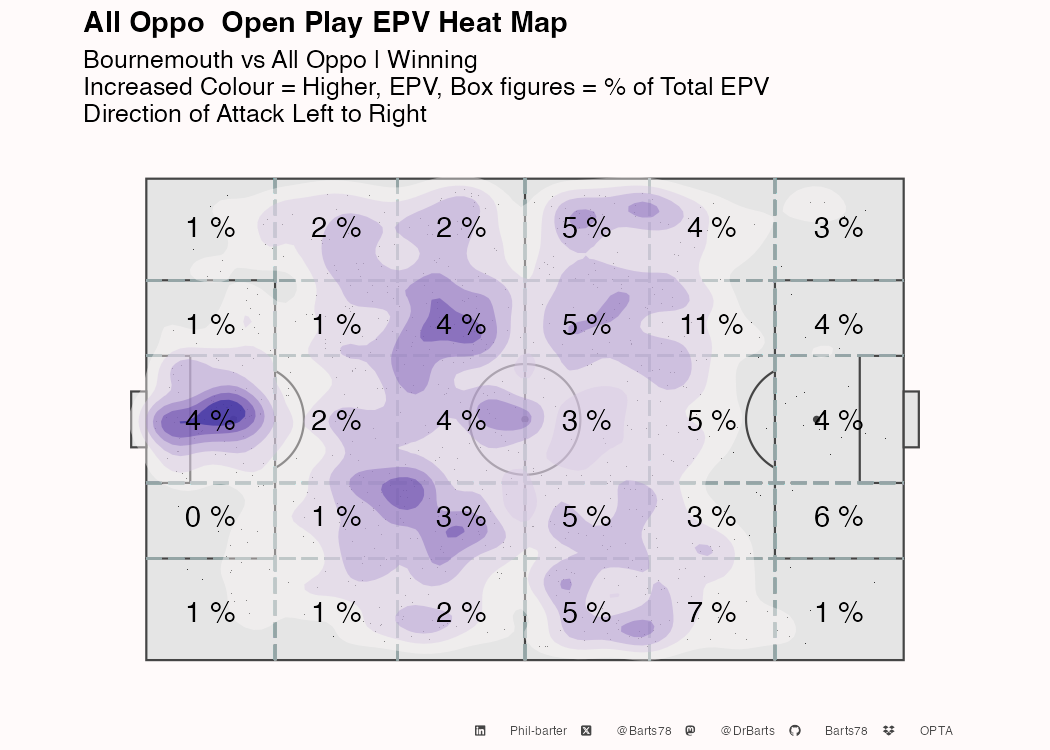 All Oppo  Open Play EPV Heat Map
Bournemouth vs All Oppo | Winning
Increased Colour = Higher, EPV, Box figures = % of Total EPV
Direction of Attack Left to Right
1 % 2 % 2 % 5 % 4 % 3 %
1 % 1 % 4 % 5 % 11 % 4 %
4 % 2 % 4 % 3 % 5 % 4 %
0 % 1 % 3 % 5 % 3 % 6 %
1 % 1 % 2 % 5 % 7 % 1 %
Phil-barter @Barts78 @DrBarts Barts78 OPTA